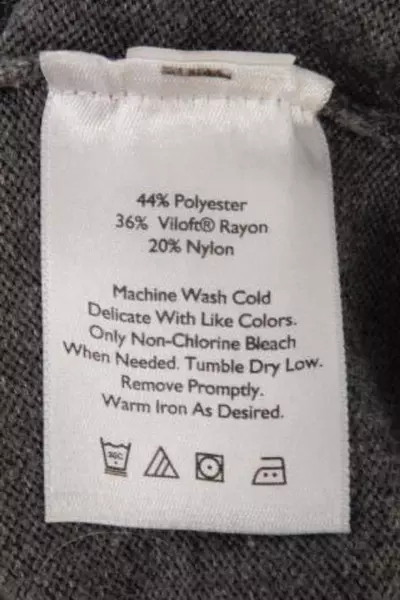 44% Polyester
36% Viloft® Rayon
20% Nylon
Machine Wash Cold
Delicate With Like Colors.
Only Non-Chlorine Bleach
When Needed. Tumble Dry Low.
Remove Promptly.
Warm Iron As Desired.
30C